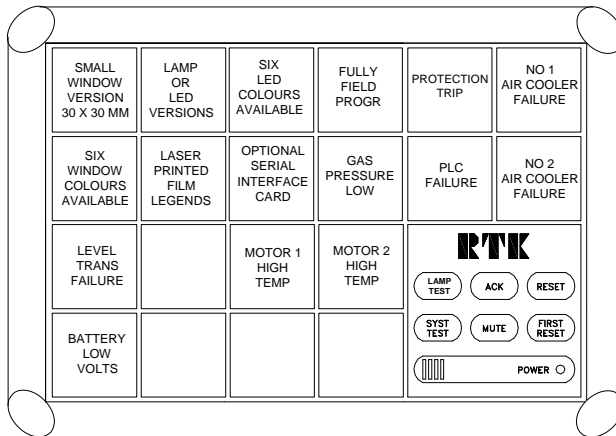 SMALL
WINDOW
VERSION
30 X 30 MM
LAMP
OR
LED
VERSIONS
SIX
LED
COLOURS
AVAILABLE
FULLY
FIELD
PROGR
PROTECTION
TRIP
NO 1
AIR COOLER
FAILURE
SIX
WINDOW
COLOURS
AVAILABLE
LASER
PRINTED
FILM
LEGENDS
OPTIONAL
SERIAL
INTERFACE
CARD
GAS
PRESSURE
LOW
PLC
FAILURE
NO 2
AIR COOLER
FAILURE
LEVEL
TRANS
FAILURE
MOTOR 1
HIGH
TEMP
MOTOR 2
HIGH
TEMP
RTK
LAMP
TEST
ACK
RESET
SYST
TEST
MUTE
FIRST
RESET
BATTERY
LOW
VOLTS
POWER